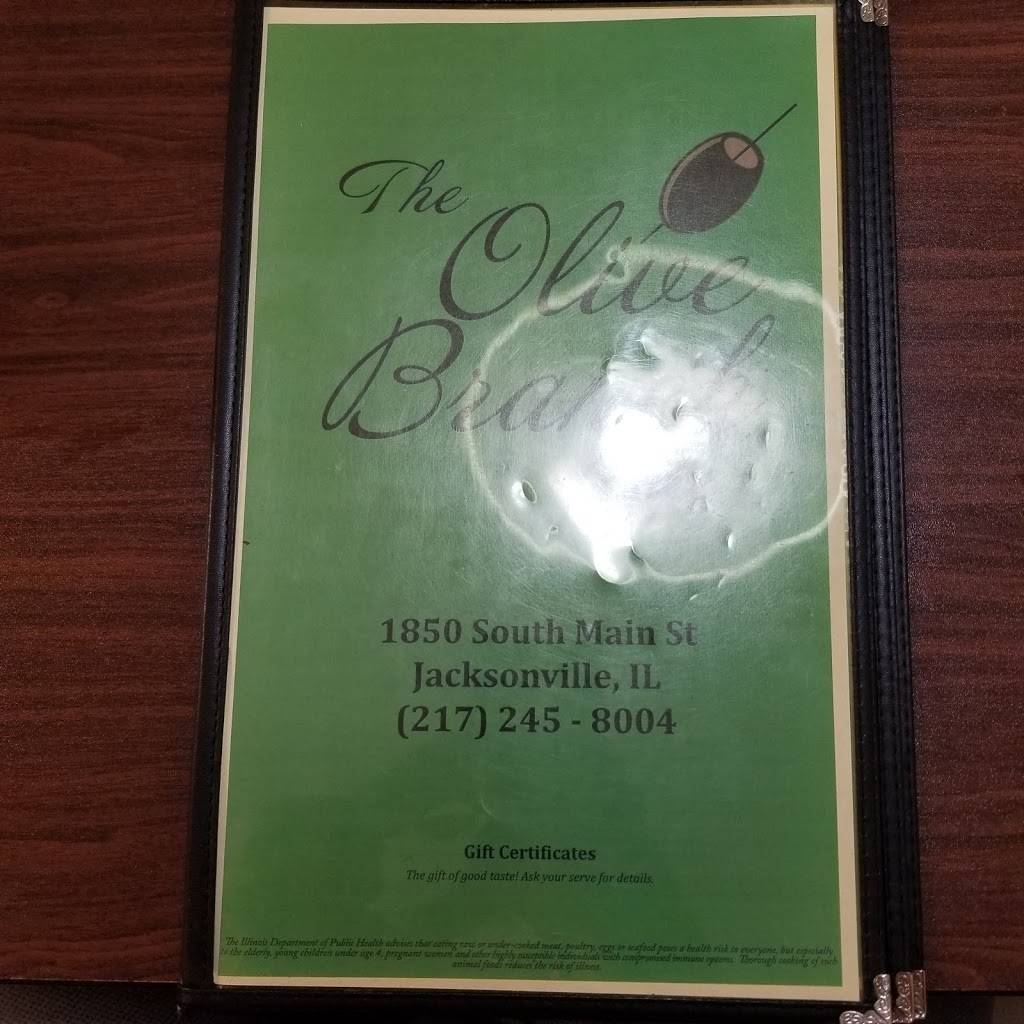 The
Olive
Branch
1850 South Main St
Jacksonville, IL
(217) 245 - 8004
Gift Certificates
The gift of good taste! Ask your serve for details.
The Illinois Department of Public Health advises that eating raw or under-cooked meat, poultry, eggs or seafood poses a health risk to everyone, but especially
to the elderly, young children under age 4, pregnant women and other highly susceptible individuals with compromised immune systems. Thorough cooking of such
animal foods reduces the risk of illness.